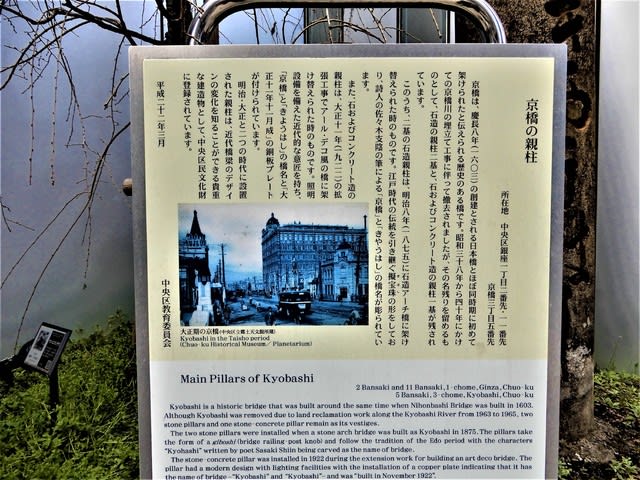 京橋の親柱
所在地　中央区銀座一丁目二番先・一一番先
京橋三丁目五番先
京橋は、慶長八年(一六〇三)の創建とされる日本橋とほぼ同時期に初めて
架けられたと伝えられる歴史のある橋です。昭和三十八年から四十年にかけ
ての京橋川の埋立て工事に伴って撤去されましたが、その名残りを留めるも
のとして、石造の親柱二基と、石およびコンクリート造の親柱一基が残され
ています。
このうち、二基の石造親柱は、明治八年(一八七五)に石造アーチ橋に架け
替えられた時のものです。江戸時代の伝統を引き継ぐ擬宝珠の形をしてお
り、詩人の佐々木支陰の筆による「京橋」と「きやうはし」の橋名が彫られてい
ます。
また、石およびコンクリート造の
親柱は、大正十一年(一九二二)の拡
張工事でアール・デコ風の橋に架
け替えられた時のものです。照明
設備を備えた近代的な意匠を持ち、
「京橋」と「きようはし」の橋名と、「大
正十一年十一月成」の銅板プレート
が付けられています。
明治・大正と二つの時代に設置
された親柱は、近代橋梁のデザイ
ンの変化を知ることができる貴重
な建造物として、中央区民文化財
に登録されています。
平成二十二年三月
中央区教育委員会
大正期の京橋(中央区立郷土天文館所蔵)
Kyobashi in the Taisho period
(Chuo-ku Historical Museum／Planetarium)
Main Pillars of Kyobashi
2 Bansaki and 11 Bansaki, 1-chome, Ginza, Chuo-ku
5 Bansaki, 3-chome, Kyobashi, Chuo-ku
Kyobashi is a historic bridge that was built around the same time when Nihonbashi Bridge was built in 1603.
Although Kyobashi was removed due to land reclamation work along the Kyobashi River from 1963 to 1965, two
stone pillars and one stone-concrete pillar remain as its vestiges.
The two stone pillars were installed when a stone arch bridge was built as Kyobashi in 1875. The pillars take
the form of a giboshi (bridge railing-post knob) and follow the tradition of the Edo period with the characters
"Kyohashi" written by poet Sasaki Shiin being carved as the name of bridge.
The stone-concrete pillar was installed in 1922 during the extension work for building an art deco bridge. The
pillar had a modern design with lighting facilities with the installation of a copper plate indicating that it has
the name of bridge–"Kyobashi" and "Kyobashi"–and was "built in November 1922".